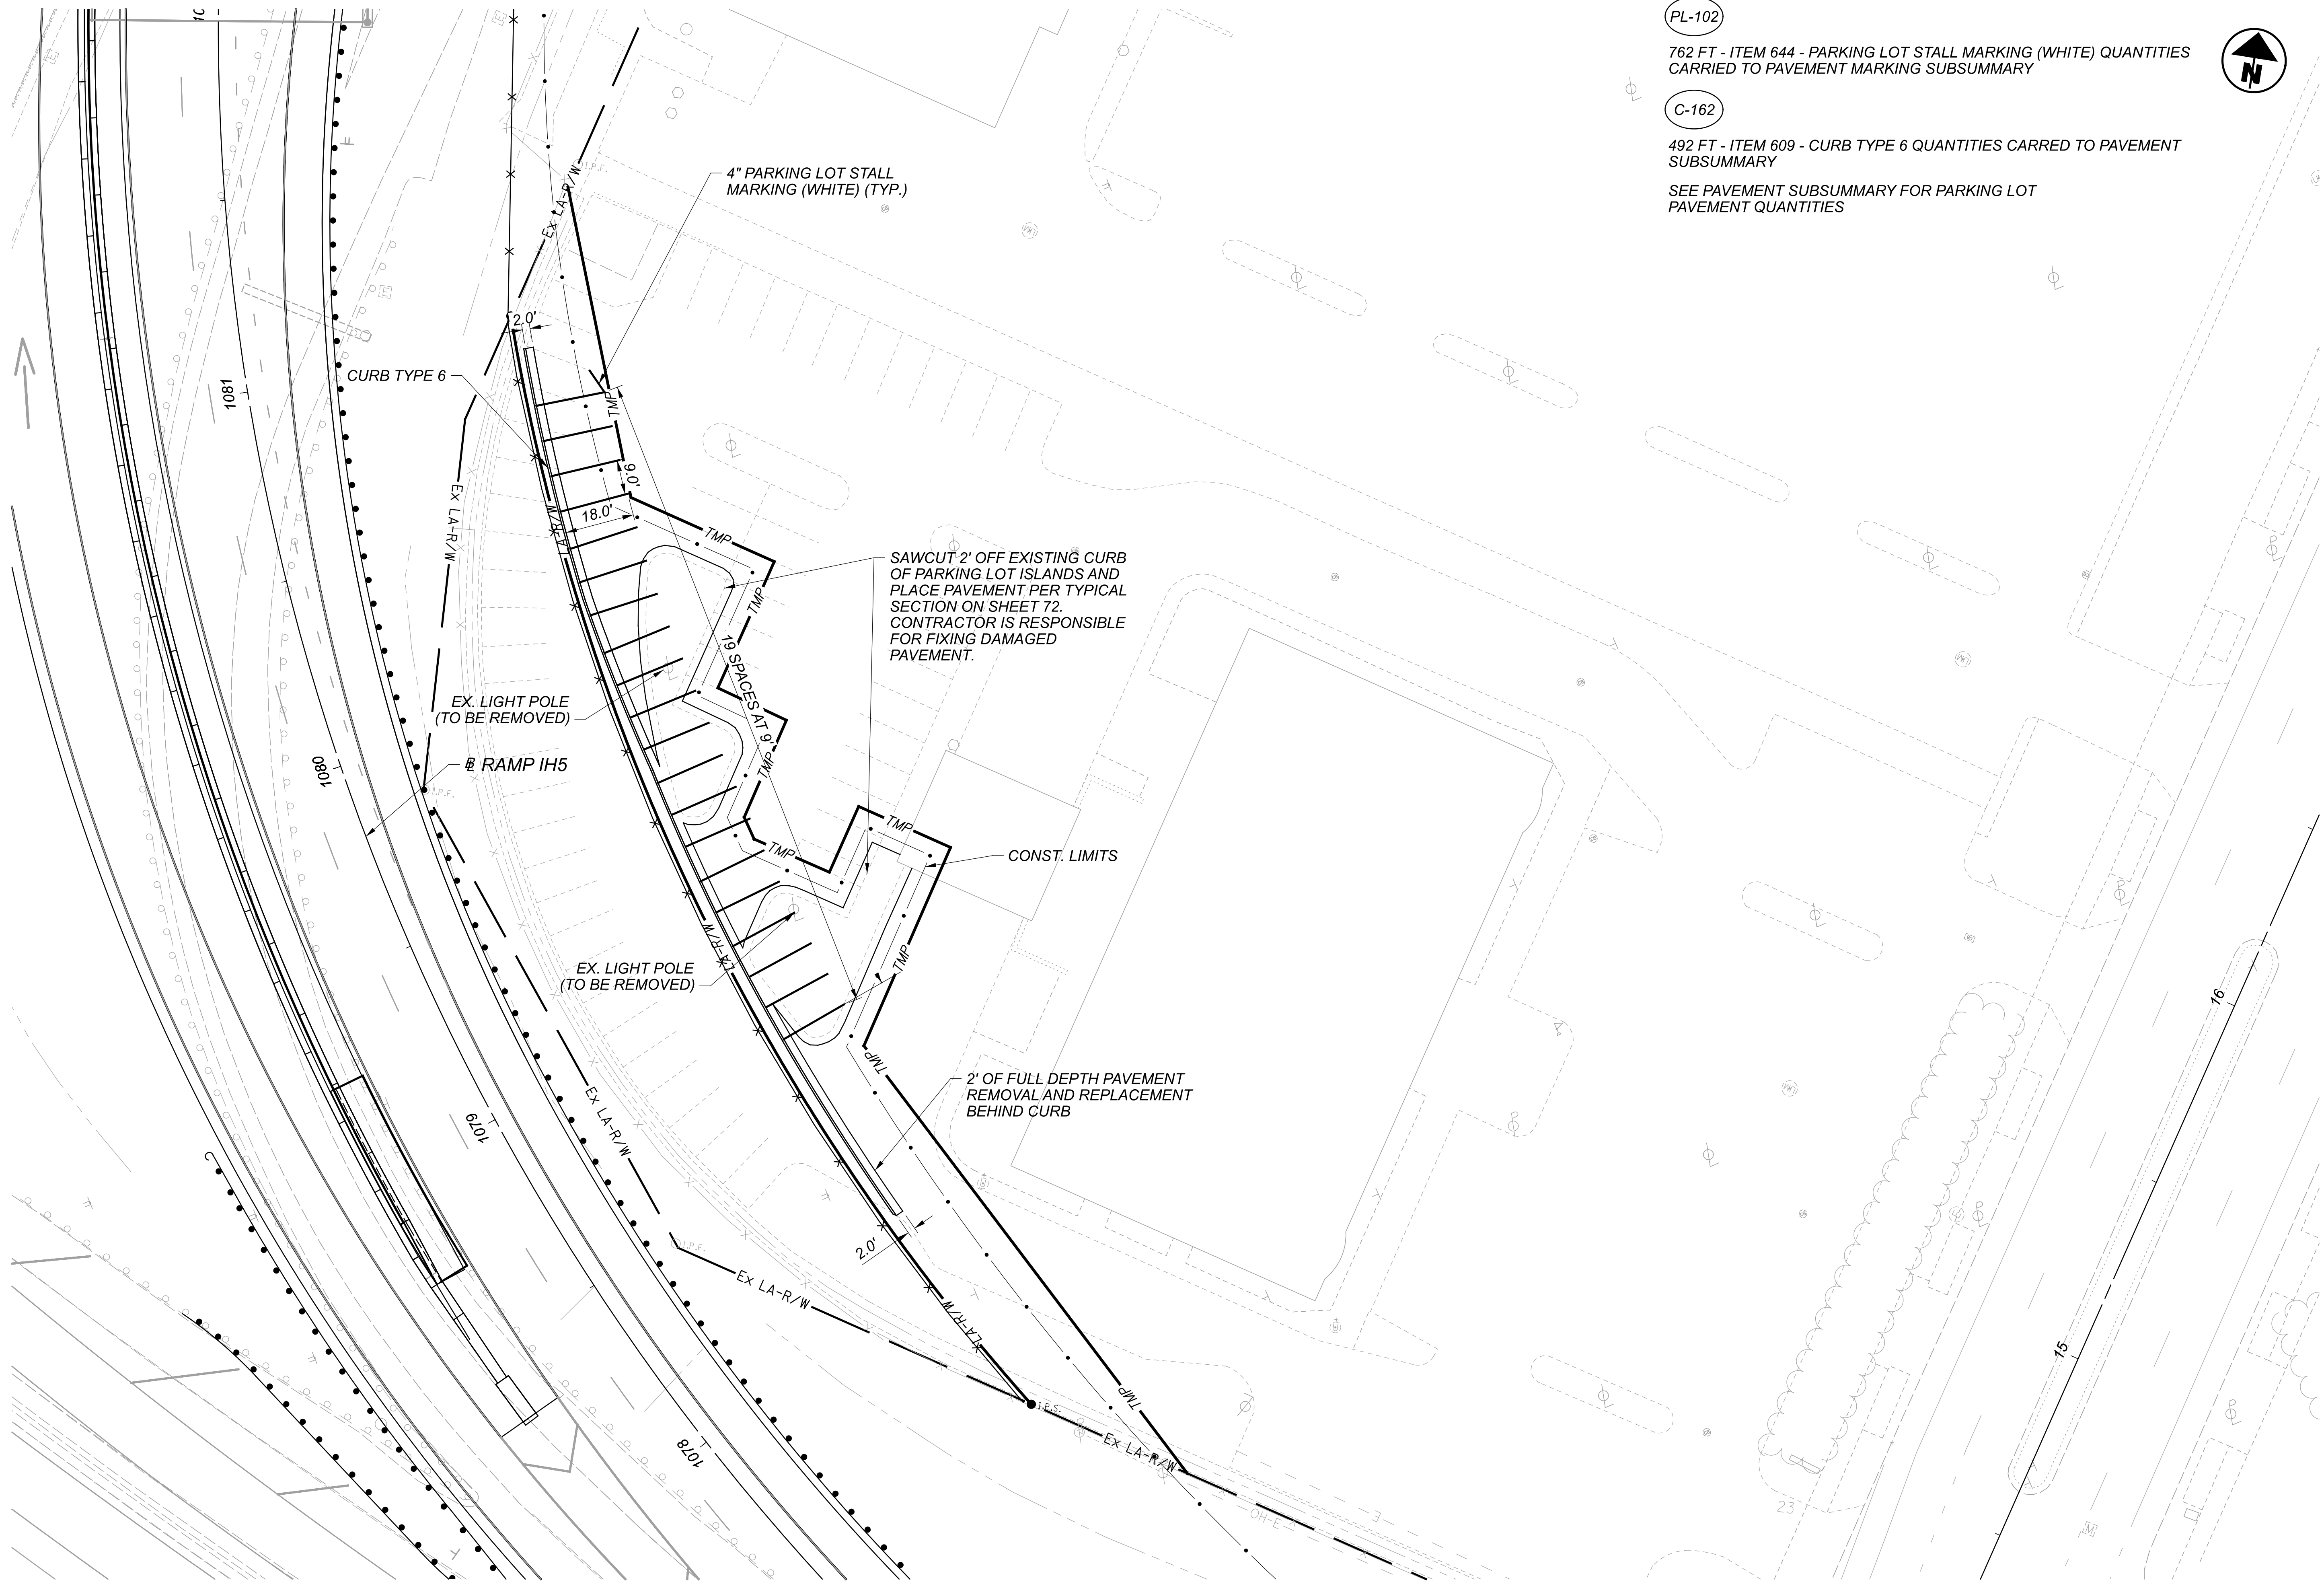 PL-102
762 FT - ITEM 644 - PARKING LOT STALL MARKING (WHITE) QUANTITIES
CARRIED TO PAVEMENT MARKING SUBSUMMARY
N
C-162
492 FT - ITEM 609 - CURB TYPE 6 QUANTITIES CARRED TO PAVEMENT
SUBSUMMARY
SEE PAVEMENT SUBSUMMARY FOR PARKING LOT
PAVEMENT QUANTITIES
4" PARKING LOT STALL
MARKING (WHITE) (TYP.)
I.P.F.
Ex LA-R/W
2.0'
CURB TYPE 6
TMP
1081
9.0'
18.0'
Ex LA-R/W
LA-R/W
TMP
TMP
SAWCUT 2' OFF EXISTING CURB
OF PARKING LOT ISLANDS AND
PLACE PAVEMENT PER TYPICAL
SECTION ON SHEET 72.
CONTRACTOR IS RESPONSIBLE
FOR FIXING DAMAGED
PAVEMENT.
19 SPACES AT 9'
EX. LIGHT POLE
(TO BE REMOVED)
TMP
1080
℄ RAMP IH5
I.P.F.
TMP
TMP
CONST. LIMITS
LA-R/W
TMP
EX. LIGHT POLE
(TO BE REMOVED)
16
TMP
2' OF FULL DEPTH PAVEMENT
REMOVAL AND REPLACEMENT
BEHIND CURB
1079
Ex LA-R/W
2.0'
I.P.F.
Ex LA-R/W
LA-R/W
15
TMP
I.P.S.
1078
Ex LA-R/W
OH-E
E
23
M